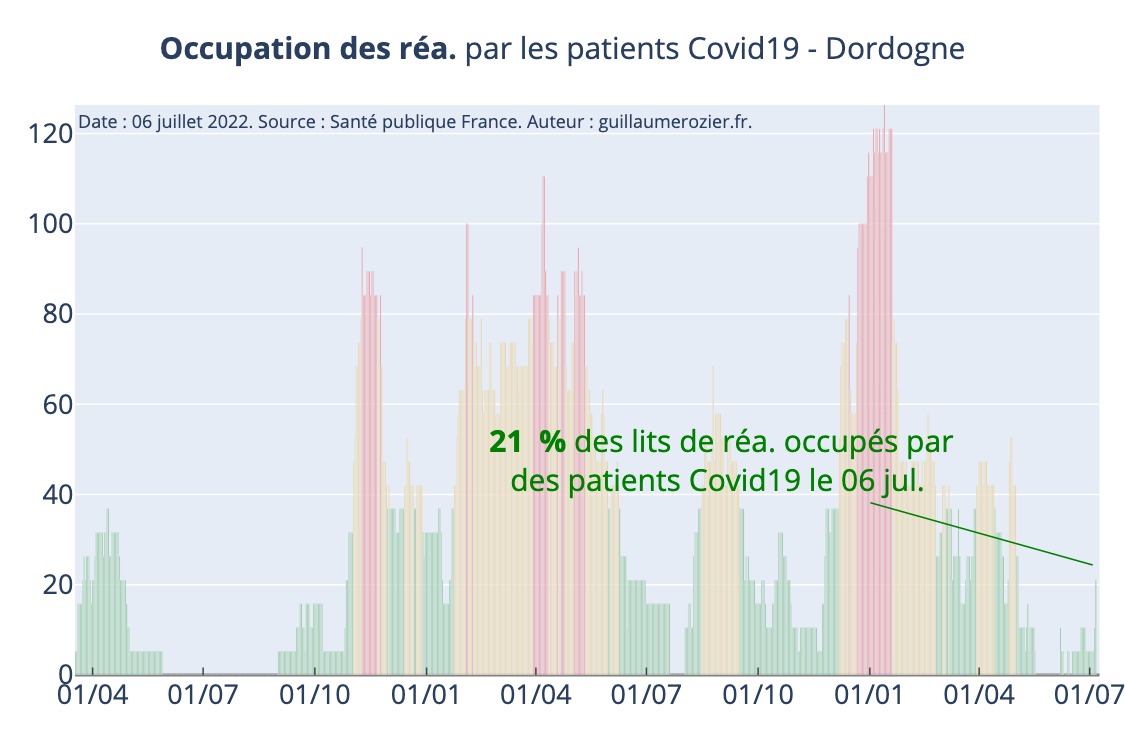 Occupation des réa. par les patients Covid19 - Dordogne
Date : 06 juillet 2022. Source : Santé publique France. Auteur : guillaumerozier.fr.
120
100
80
60
21 % des lits de réa. occupés par
des patients Covid19 le 06 jul.
40
20
0
01/04 01/07 01/10 01/01 01/04 01/07 01/10 01/01 01/04 01/07